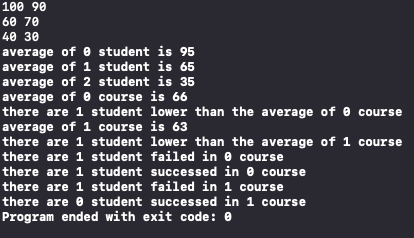 100 90
60 70
40 30
average of 0 student is 95
average of 1 student is 65
average of 2 student is 35
average of 0 course is 66
there are 1 student lower than the average of 0 course
average of 1 course is 63
there are 1 student lower than the average of 1 course
there are 1 student failed in 0 course
there are 1 student successed in 0 course
there are 1 student failed in 1 course
there are 0 student successed in 1 course
Program ended with exit code: 0